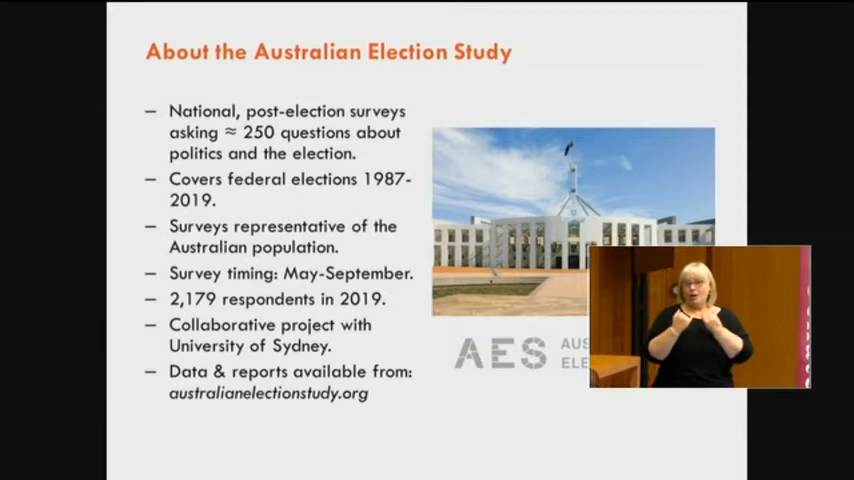 About the Australian Election Study
– National, post-election surveys
asking ≈ 250 questions about
politics and the election.
– Covers federal elections 1987-
2019.
– Surveys representative of the
Australian population.
– Survey timing: May-September.
– 2,179 respondents in 2019.
– Collaborative project with
University of Sydney.
– Data & reports available from:
australianelectionstudy.org
AES AUS
ELE